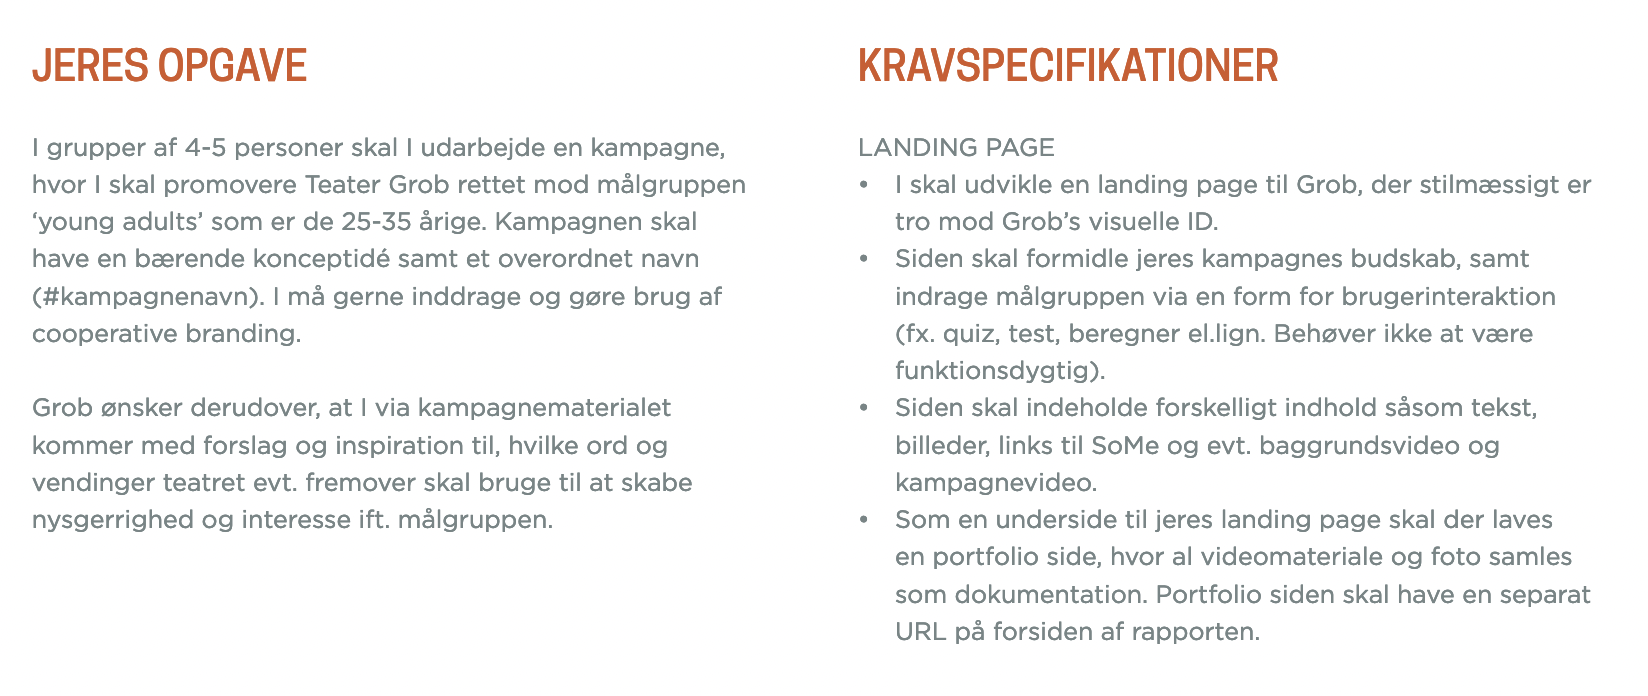 JERES OPGAVE
I grupper af 4-5 personer skal I udarbejde en kampagne,
hvor I skal promovere Teater Grob rettet mod målgruppen
‘young adults’ som er de 25-35 årige. Kampagnen skal
have en bærende konceptidé samt et overordnet navn
(#kampagnenavn). I må gerne inddrage og gøre brug af
cooperative branding.
Grob ønsker derudover, at I via kampagnematerialet
kommer med forslag og inspiration til, hvilke ord og
vendinger teatret evt. fremover skal bruge til at skabe
nysgerrighed og interesse ift. målgruppen.
KRAVSPECIFIKATIONER
LANDING PAGE
• I skal udvikle en landing page til Grob, der stilmæssigt er
tro mod Grob’s visuelle ID.
• Siden skal formidle jeres kampagnes budskab, samt
indrage målgruppen via en form for brugerinteraktion
(fx. quiz, test, beregner el.lign. Behøver ikke at være
funktionsdygtig).
• Siden skal indeholde forskelligt indhold såsom tekst,
billeder, links til SoMe og evt. baggrundsvideo og
kampagnevideo.
• Som en underside til jeres landing page skal der laves
en portfolio side, hvor al videomateriale og foto samles
som dokumentation. Portfolio siden skal have en separat
URL på forsiden af rapporten.